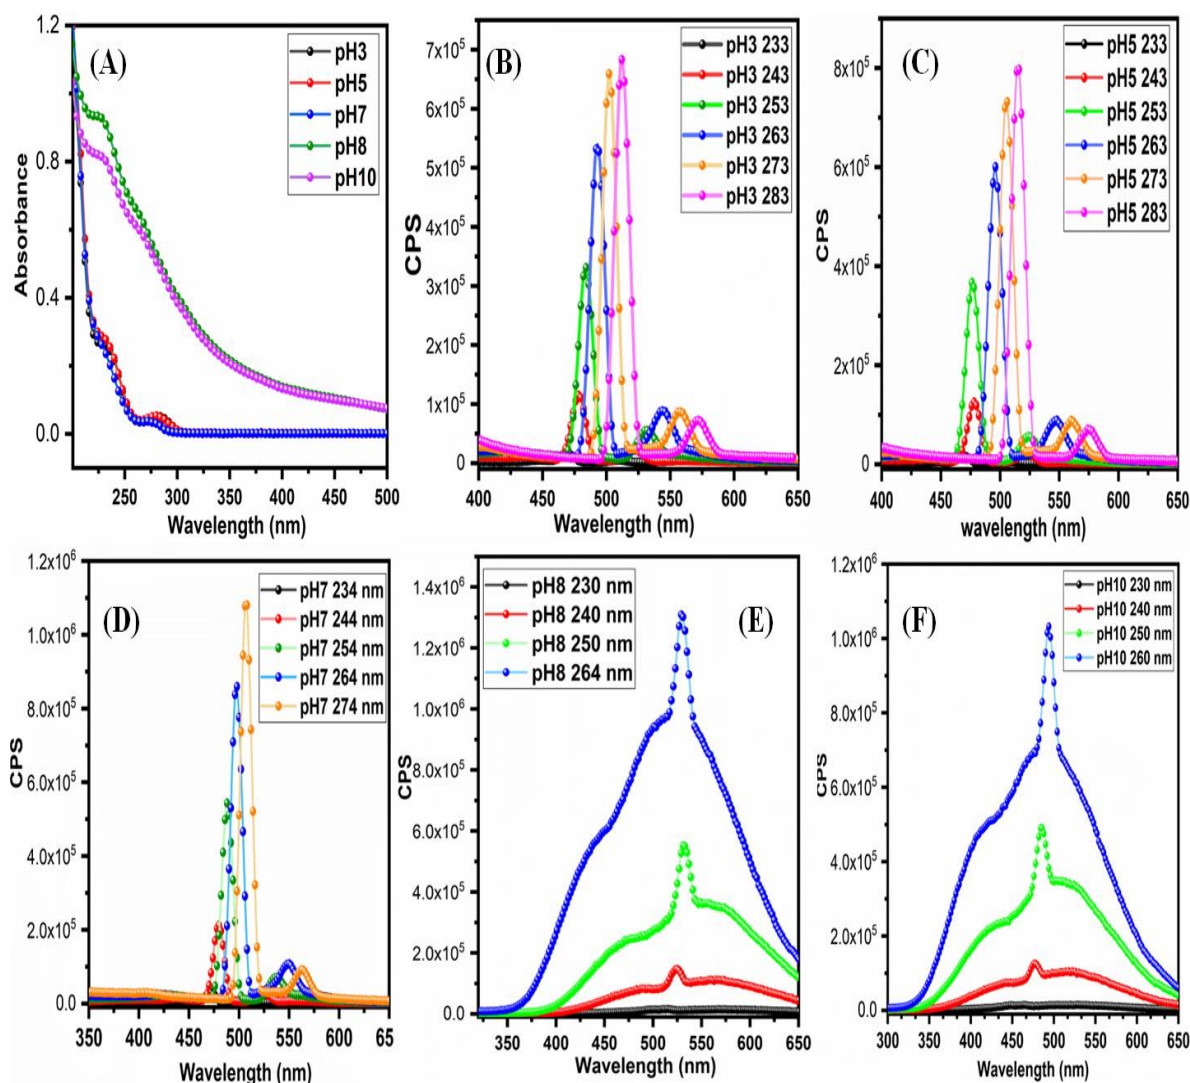 (A)
1.2
0.8
0.4
0.0
Absorbance
250 300 350 400 450 500
Wavelength (nm)
pH3
pH5
pH7
pH8
pH10
(B)
7x10⁵
6x10⁵
5x10⁵
4x10⁵
3x10⁵
2x10⁵
1x10⁵
0
CPS
400 450 500 550 600 650
Wavelength (nm)
pH3 233
pH3 243
pH3 253
pH3 263
pH3 273
pH3 283
(C)
8x10⁵
6x10⁵
4x10⁵
2x10⁵
0
CPS
400 450 500 550 600 650
wavelength (nm)
pH5 233
pH5 243
pH5 253
pH5 263
pH5 273
pH5 283
(D)
1.2x10⁶
1.0x10⁶
8.0x10⁵
6.0x10⁵
4.0x10⁵
2.0x10⁵
0.0
CPS
350 400 450 500 550 600 650
Wavelength (nm)
pH7 234 nm
pH7 244 nm
pH7 254 nm
pH7 264 nm
pH7 274 nm
(E)
1.4x10⁶
1.2x10⁶
1.0x10⁶
8.0x10⁵
6.0x10⁵
4.0x10⁵
2.0x10⁵
0.0
CPS
350 400 450 500 550 600 650
Wavelength (nm)
pH8 230 nm
pH8 240 nm
pH8 250 nm
pH8 264 nm
(F)
1.2x10⁶
1.0x10⁶
8.0x10⁵
6.0x10⁵
4.0x10⁵
2.0x10⁵
0.0
CPS
300 350 400 450 500 550 600 650
Wavelength (nm)
pH10 230 nm
pH10 240 nm
pH10 250 nm
pH10 260 nm